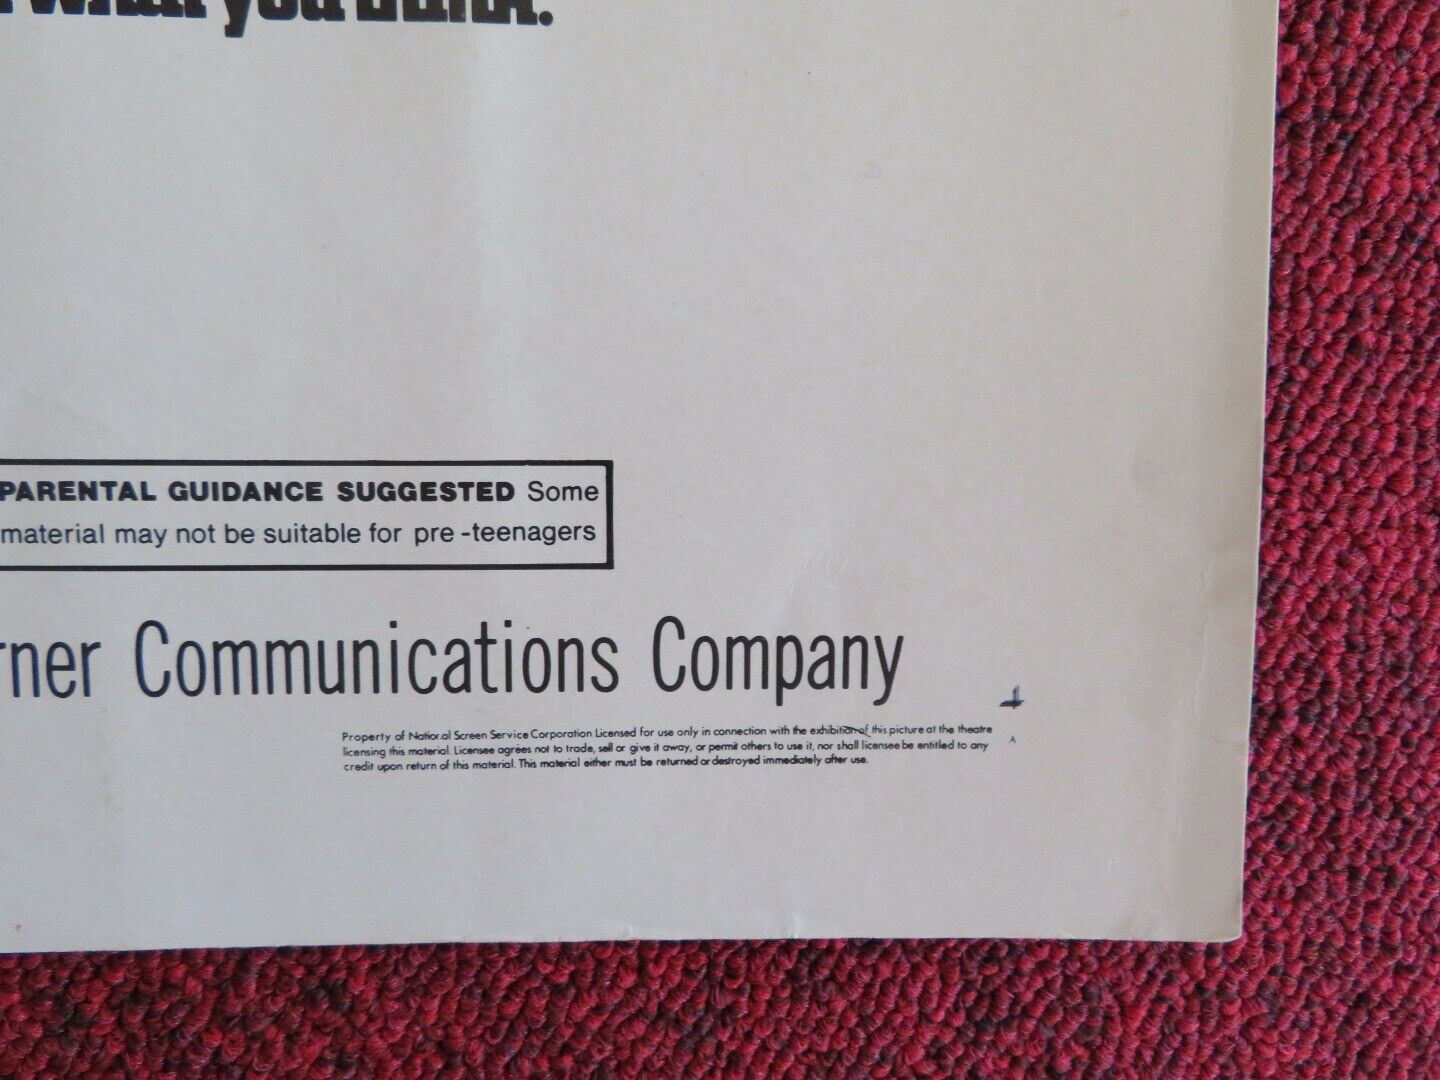 PARENTAL GUIDANCE SUGGESTED Some
material may not be suitable for pre-teenagers
rner Communications Company
Property of National Screen Service Corporation Licensed for use only in connection with the exhibition of this picture at the theatre
licensing this material. Licensee agrees not to trade, sell or give it away, or permit others to use it, nor shall licensee be entitled to any
credit upon return of this material. This material either must be returned or destroyed immediately after use.
A